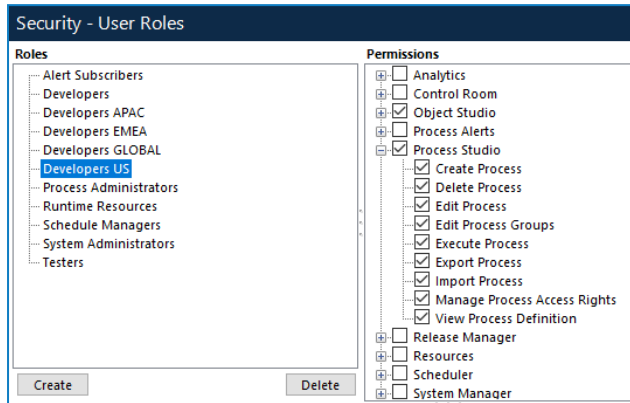 Security - User Roles
Roles
Alert Subscribers
Developers
Developers APAC
Developers EMEA
Developers GLOBAL
Developers US
Process Administrators
Runtime Resources
Schedule Managers
System Administrators
Testers
Create
Delete
Permissions
Analytics
Control Room
Object Studio
Process Alerts
Process Studio
Create Process
Delete Process
Edit Process
Edit Process Groups
Execute Process
Export Process
Import Process
Manage Process Access Rights
View Process Definition
Release Manager
Resources
Scheduler
System Manager